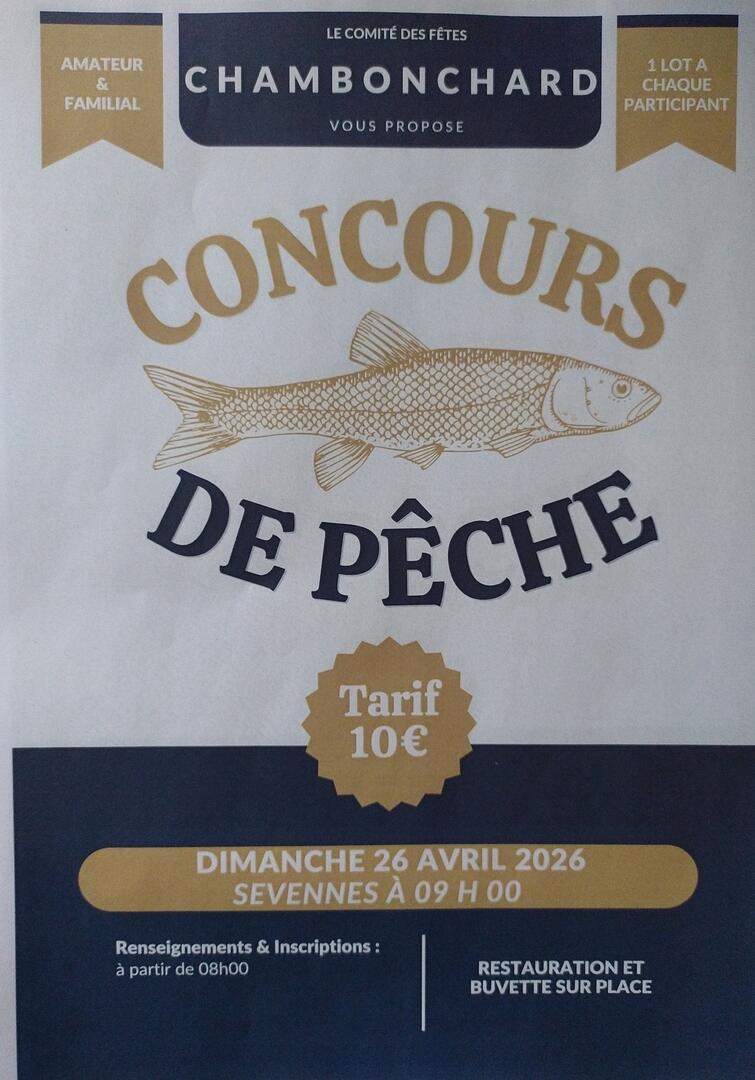 AMATEUR
&
FAMILIAL
LE COMITÉ DES FÊTES
CHAMBONCHARD
VOUS PROPOSE
1 LOT A
CHAQUE
PARTICIPANT
CONCOURS
DE PÊCHE
Tarif
10€
DIMANCHE 26 AVRIL 2026
SEVENNES À 09 H 00
Renseignements & Inscriptions :
à partir de 08h00
RESTAURATION ET
BUVETTE SUR PLACE